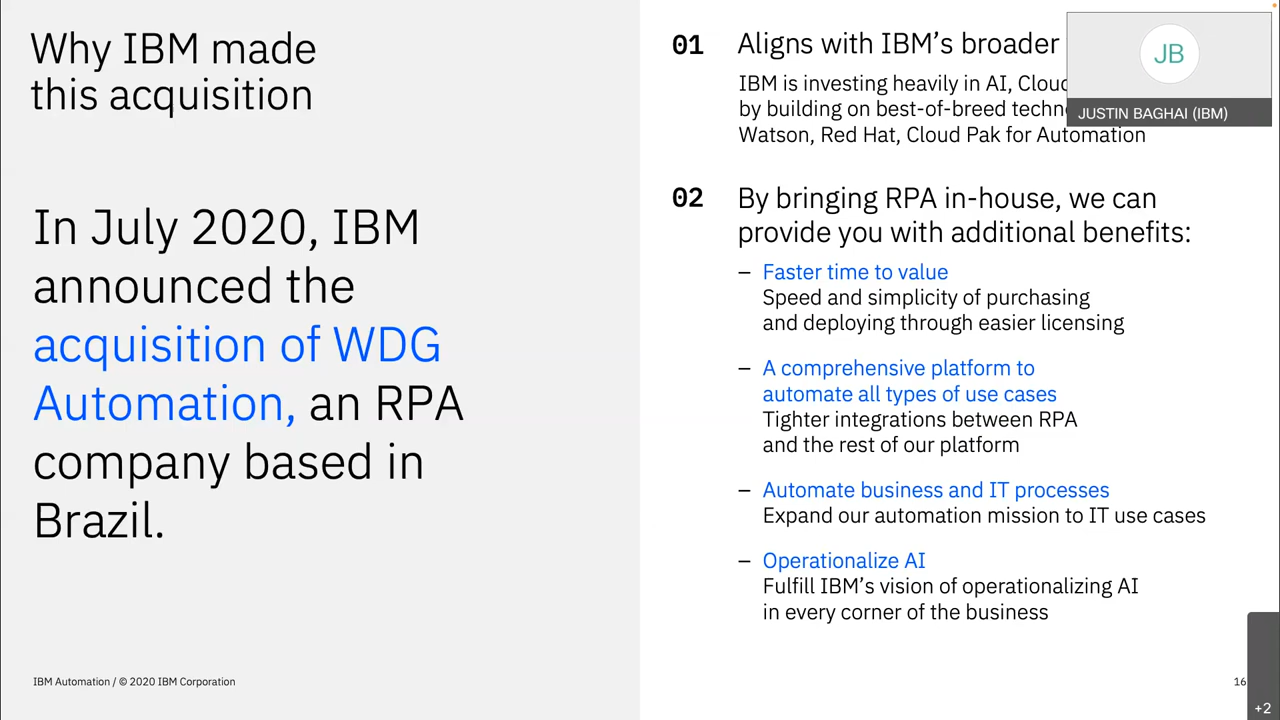 Why IBM made
this acquisition
In July 2020, IBM
announced the
acquisition of WDG
Automation, an RPA
company based in
Brazil.
IBM Automation / © 2020 IBM Corporation
01 Aligns with IBM’s broader
IBM is investing heavily in AI, Cloud
by building on best-of-breed
Watson, Red Hat, Cloud Pak for Automation
02 By bringing RPA in-house, we can
provide you with additional benefits:
– Faster time to value
Speed and simplicity of purchasing
and deploying through easier licensing
– A comprehensive platform to
automate all types of use cases
Tighter integrations between RPA
and the rest of our platform
– Automate business and IT processes
Expand our automation mission to IT use cases
– Operationalize AI
Fulfill IBM’s vision of operationalizing AI
in every corner of the business
16
JB
JUSTIN BAGHAI (IBM)
+2